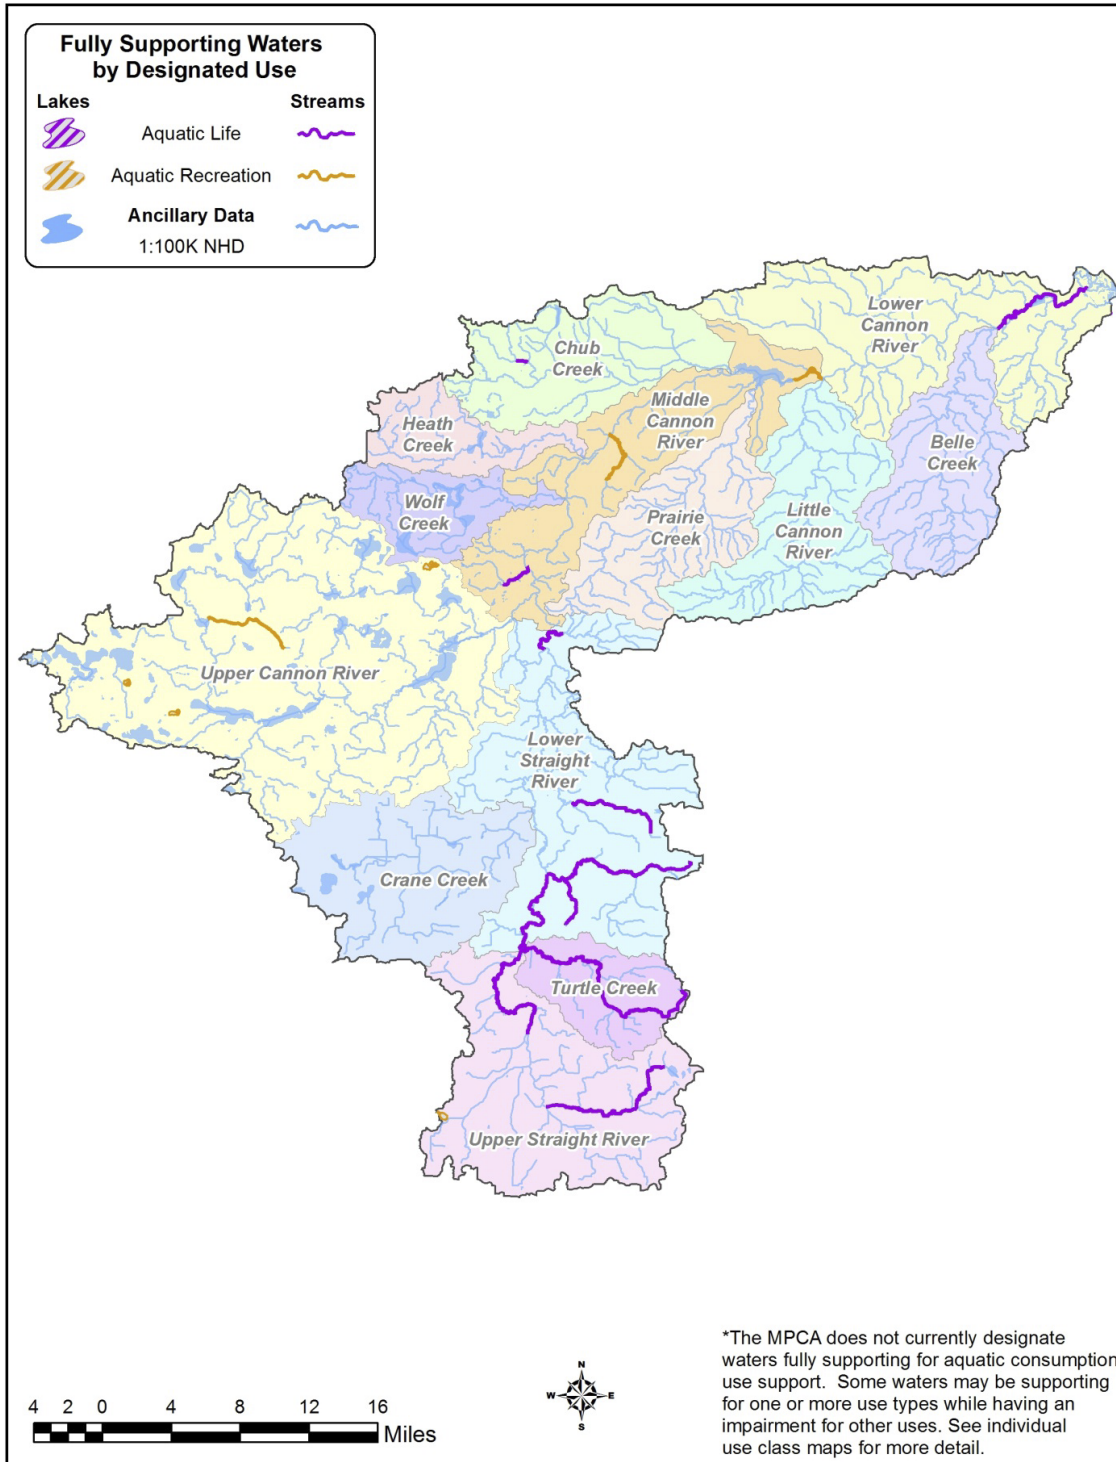 Fully Supporting Waters
by Designated Use
Lakes
Streams
Aquatic Life
Aquatic Recreation
Ancillary Data
1:100K NHD
Lower
Cannon
River
Chub
Creek
Middle
Cannon
River
Heath
Creek
Belle
Creek
Wolf
Creek
Prairie
Creek
Little
Cannon
River
Upper Cannon River
Lower
Straight
River
Crane Creek
Turtle Creek
Upper Straight River
*The MPCA does not currently designate
waters fully supporting for aquatic consumption
use support. Some waters may be supporting
for one or more use types while having an
impairment for other uses. See individual
use class maps for more detail.
N
W E
S
4 2 0 4 8 12 16
Miles